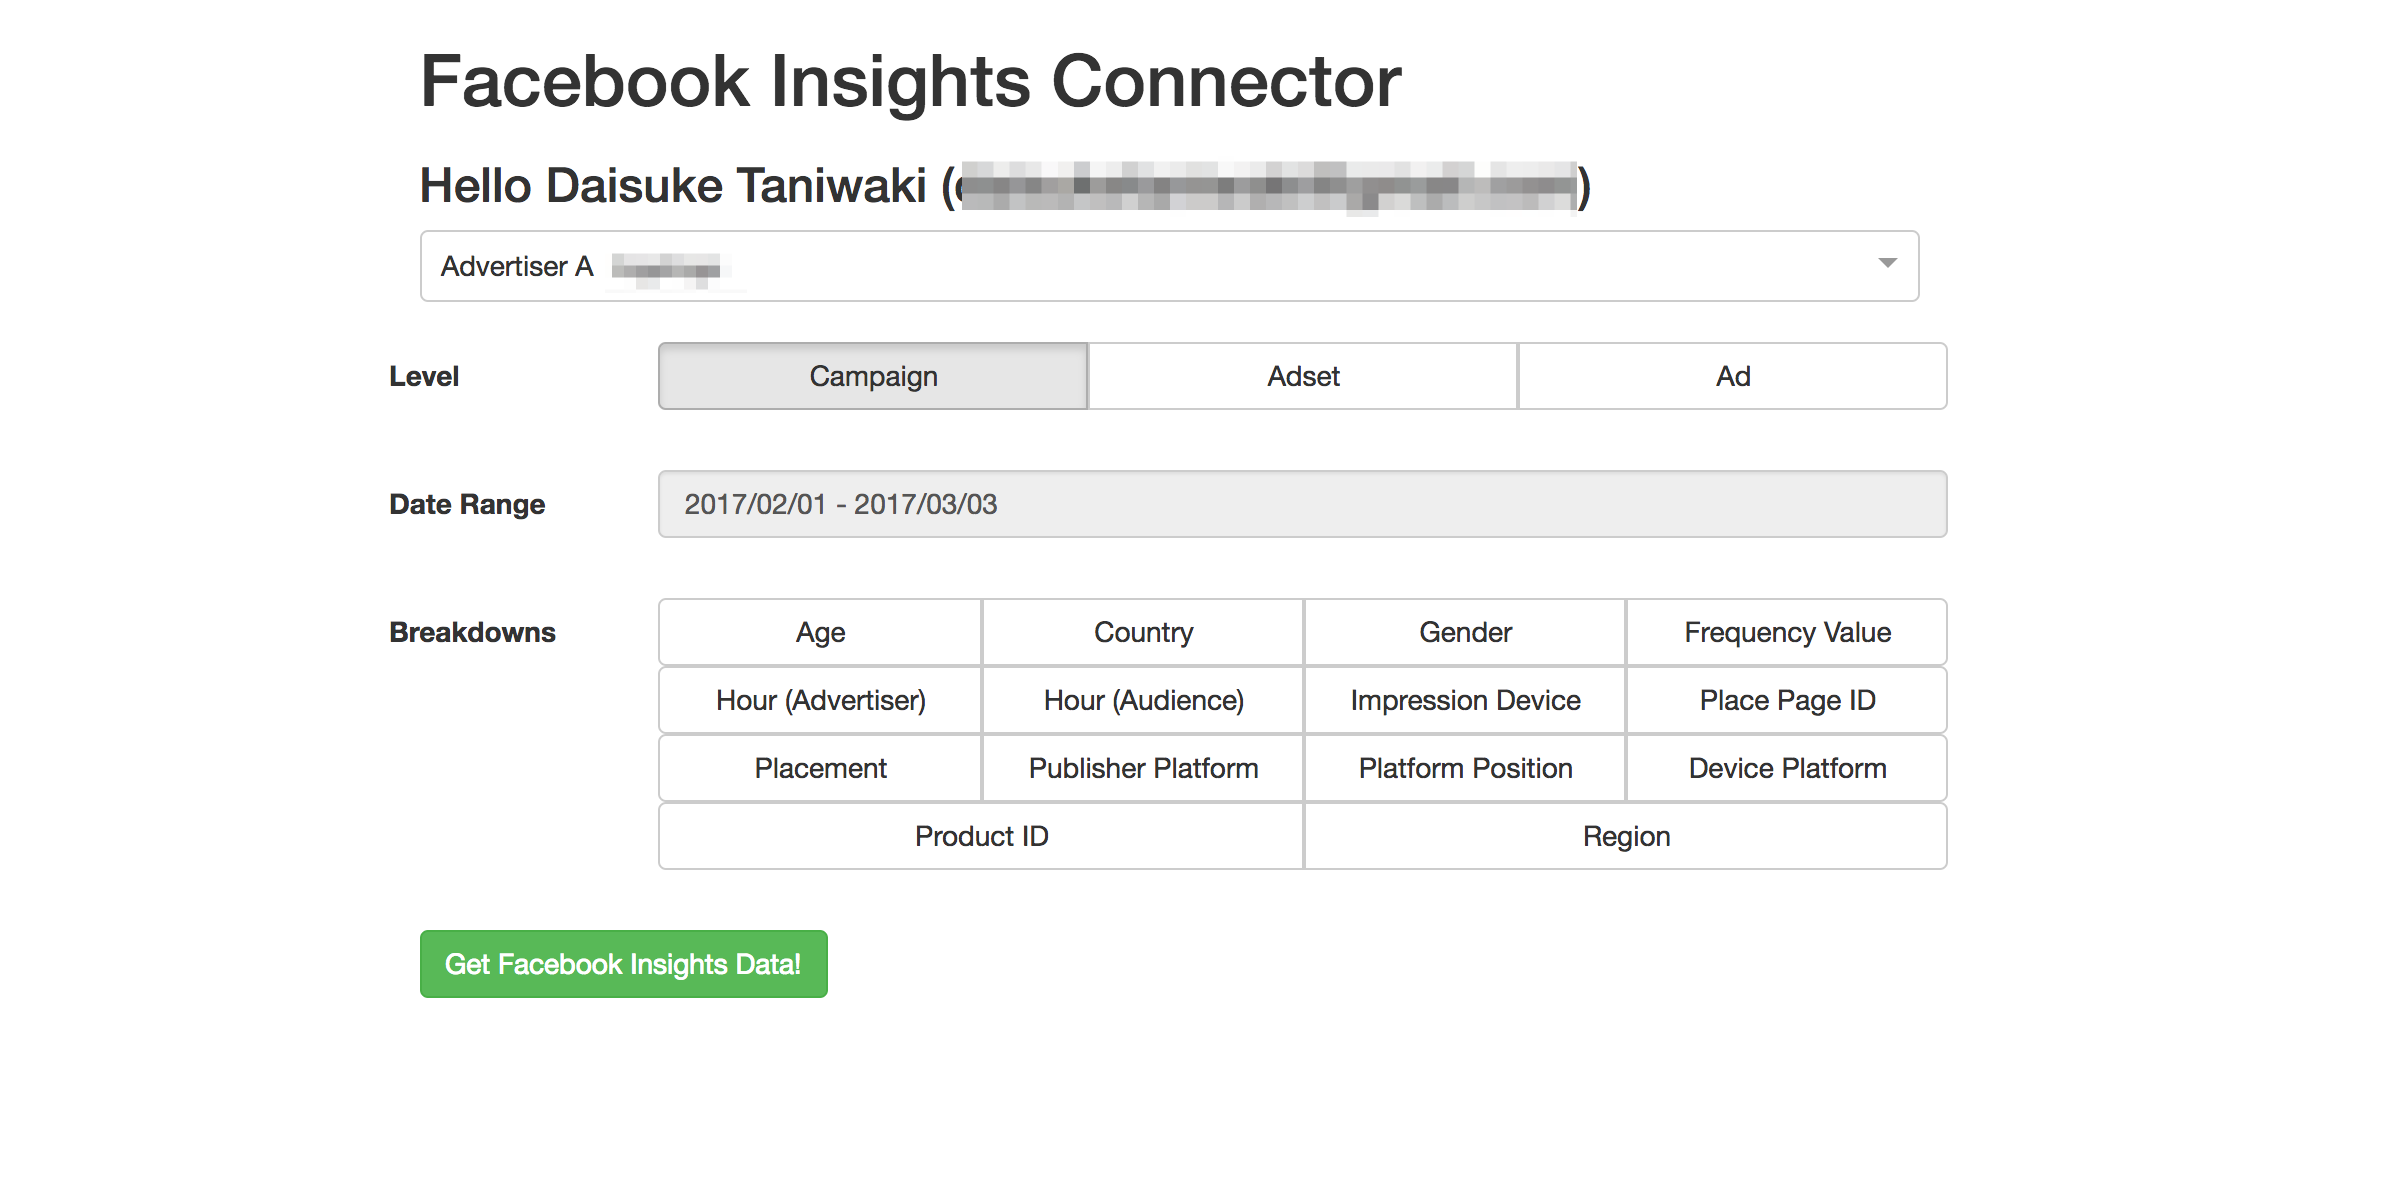 Facebook Insights Connector
Hello Daisuke Taniwaki ( )
Advertiser A
Level Campaign Adset Ad
Date Range 2017/02/01 - 2017/03/03
Breakdowns Age Country Gender Frequency Value
Hour (Advertiser) Hour (Audience) Impression Device Place Page ID
Placement Publisher Platform Platform Position Device Platform
Product ID Region
Get Facebook Insights Data!